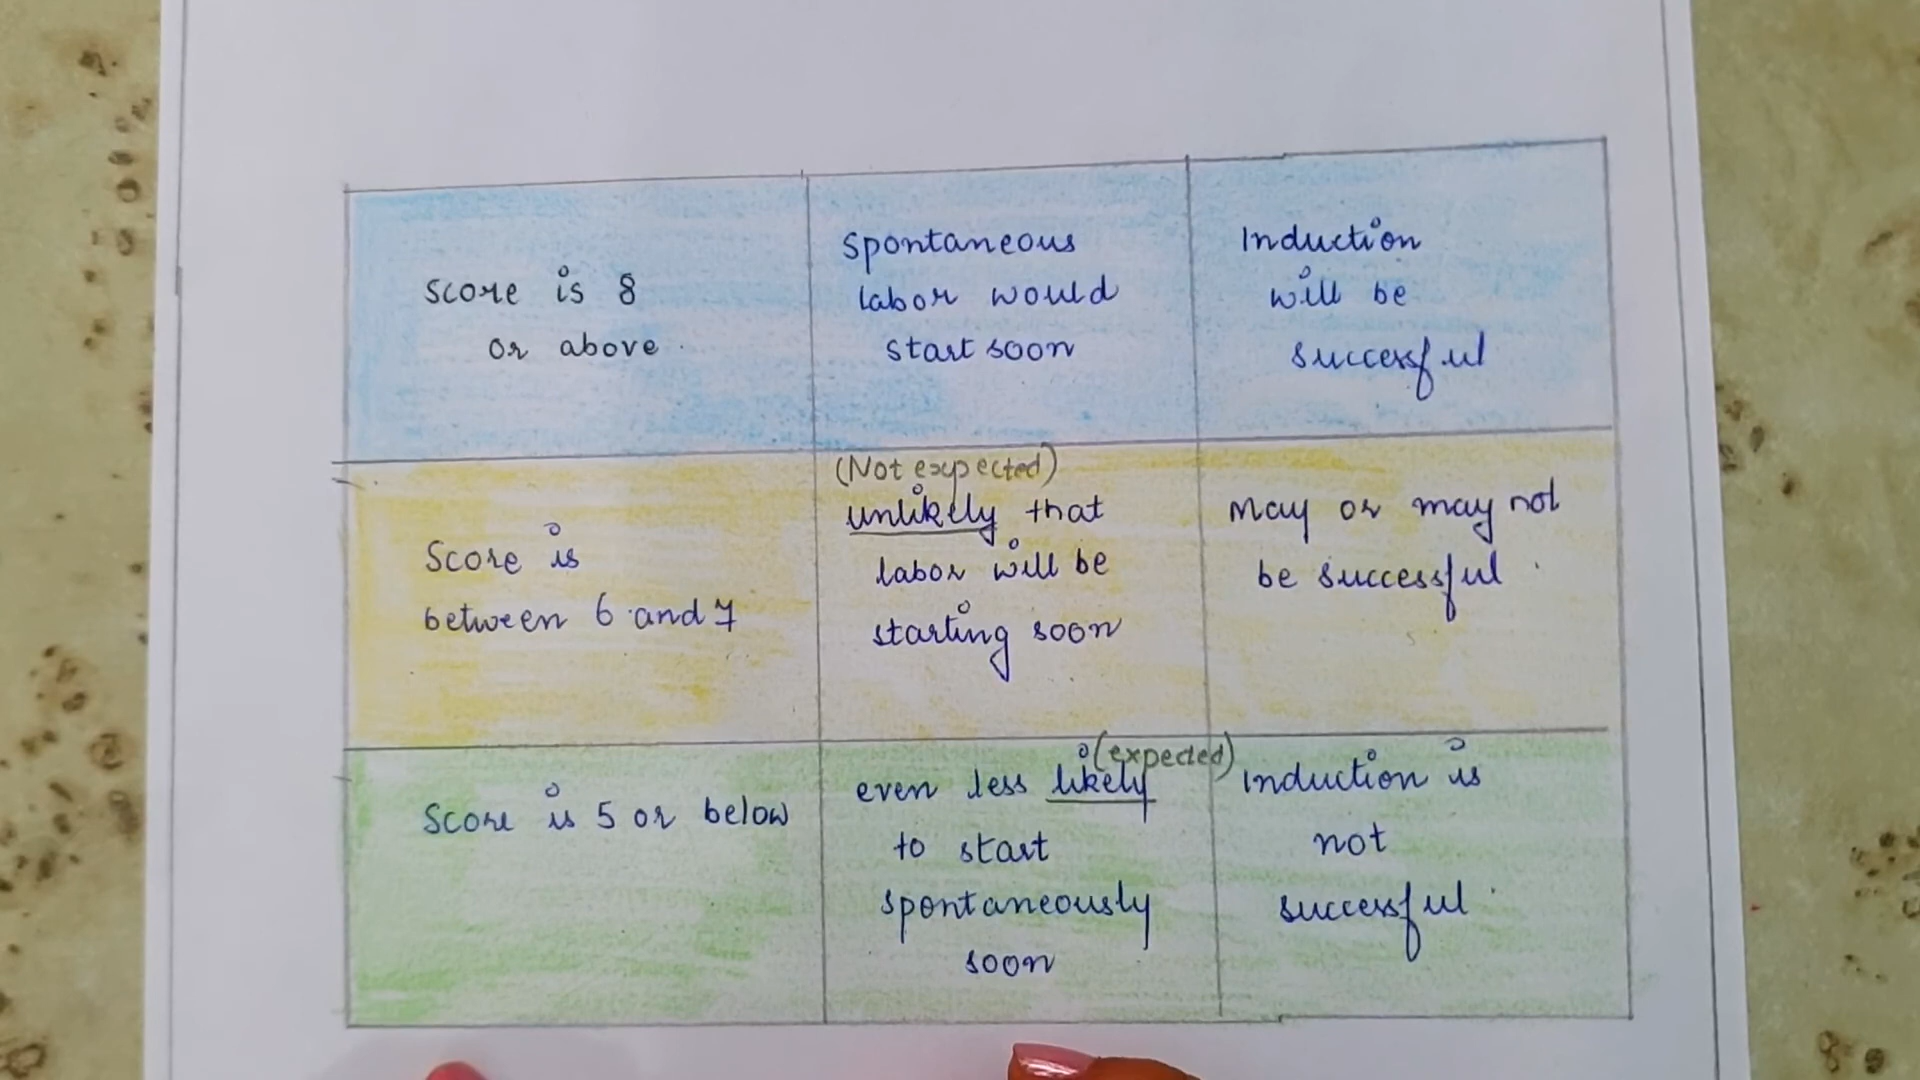 Score is 8
or above.
Spontaneous
labor would
start soon
Induction
will be
successful
Score is
between 6 and 7
(Not expected)
unlikely that
labor will be
starting soon
May or may not
be successful.
Score is 5 or below
(expected)
even less likely
to start
spontaneously
soon
Induction is
not
successful.